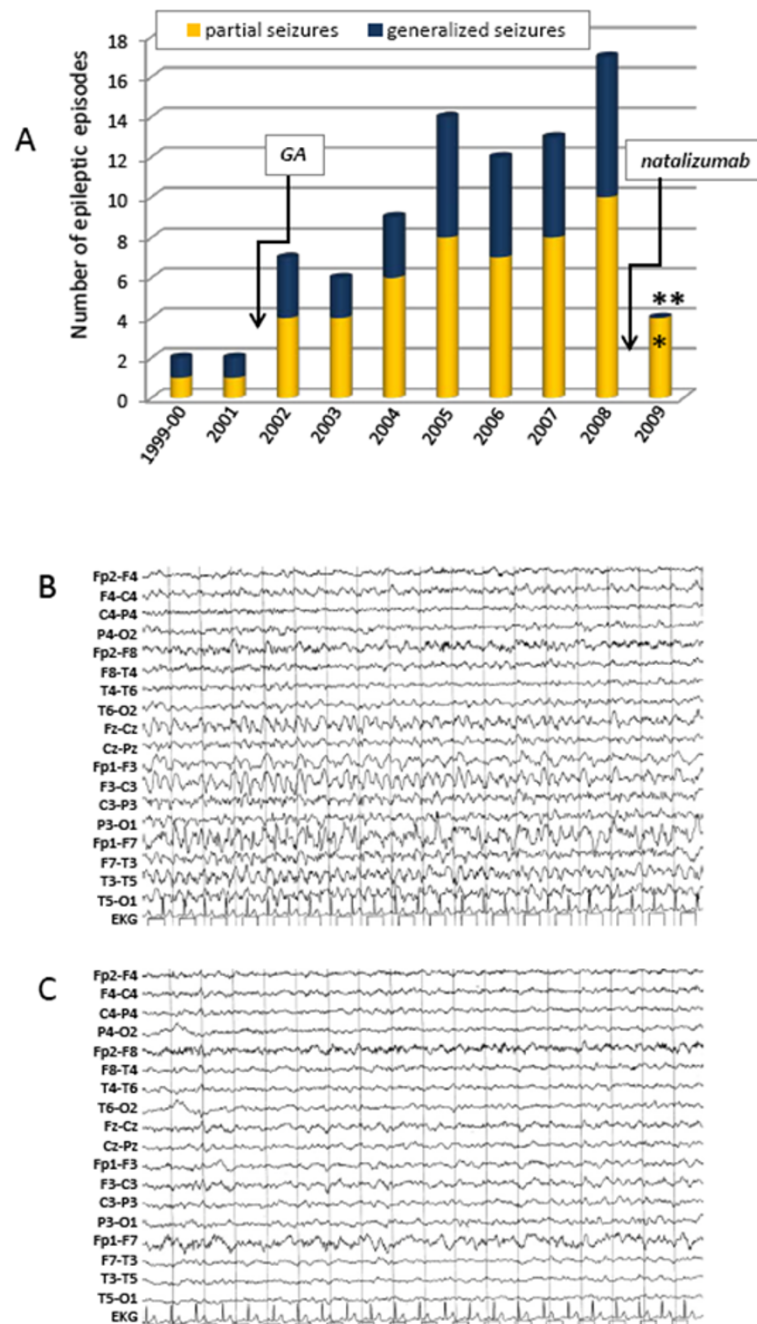 partial seizures generalized seizures
A
Number of epileptic episodes
18
16
14
12
10
8
6
4
2
0
GA
natalizumab
**
*
1999-00 2001 2002 2003 2004 2005 2006 2007 2008 2009
B
Fp2-F4
F4-C4
C4-P4
P4-O2
Fp2-F8
F8-T4
T4-T6
T6-O2
Fz-Cz
Cz-Pz
Fp1-F3
F3-C3
C3-P3
P3-O1
Fp1-F7
F7-T3
T3-T5
T5-O1
EKG
C
Fp2-F4
F4-C4
C4-P4
P4-O2
Fp2-F8
F8-T4
T4-T6
T6-O2
Fz-Cz
Cz-Pz
Fp1-F3
F3-C3
C3-P3
P3-O1
Fp1-F7
F7-T3
T3-T5
T5-O1
EKG